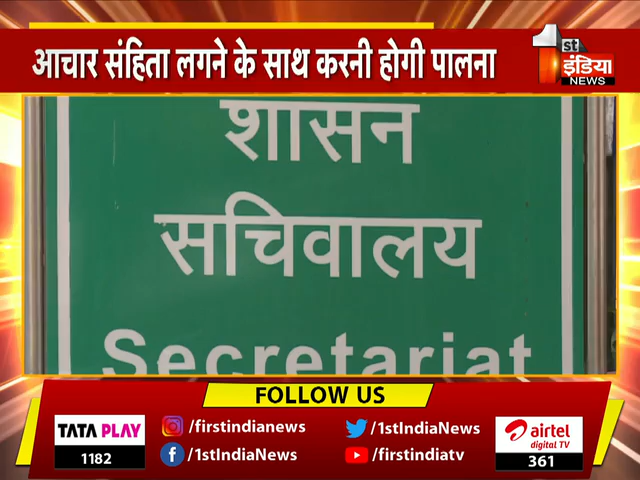 आचार संहिता लगने के साथ करनी होगी पालना
1st
इंडिया
NEWS
शासन
सचिवालय
Secretariat
FOLLOW US
TATA PLAY
1182
/firstindianews
/1stIndiaNews
/1stIndiaNews
/firstindiatv
airtel
digital TV
361